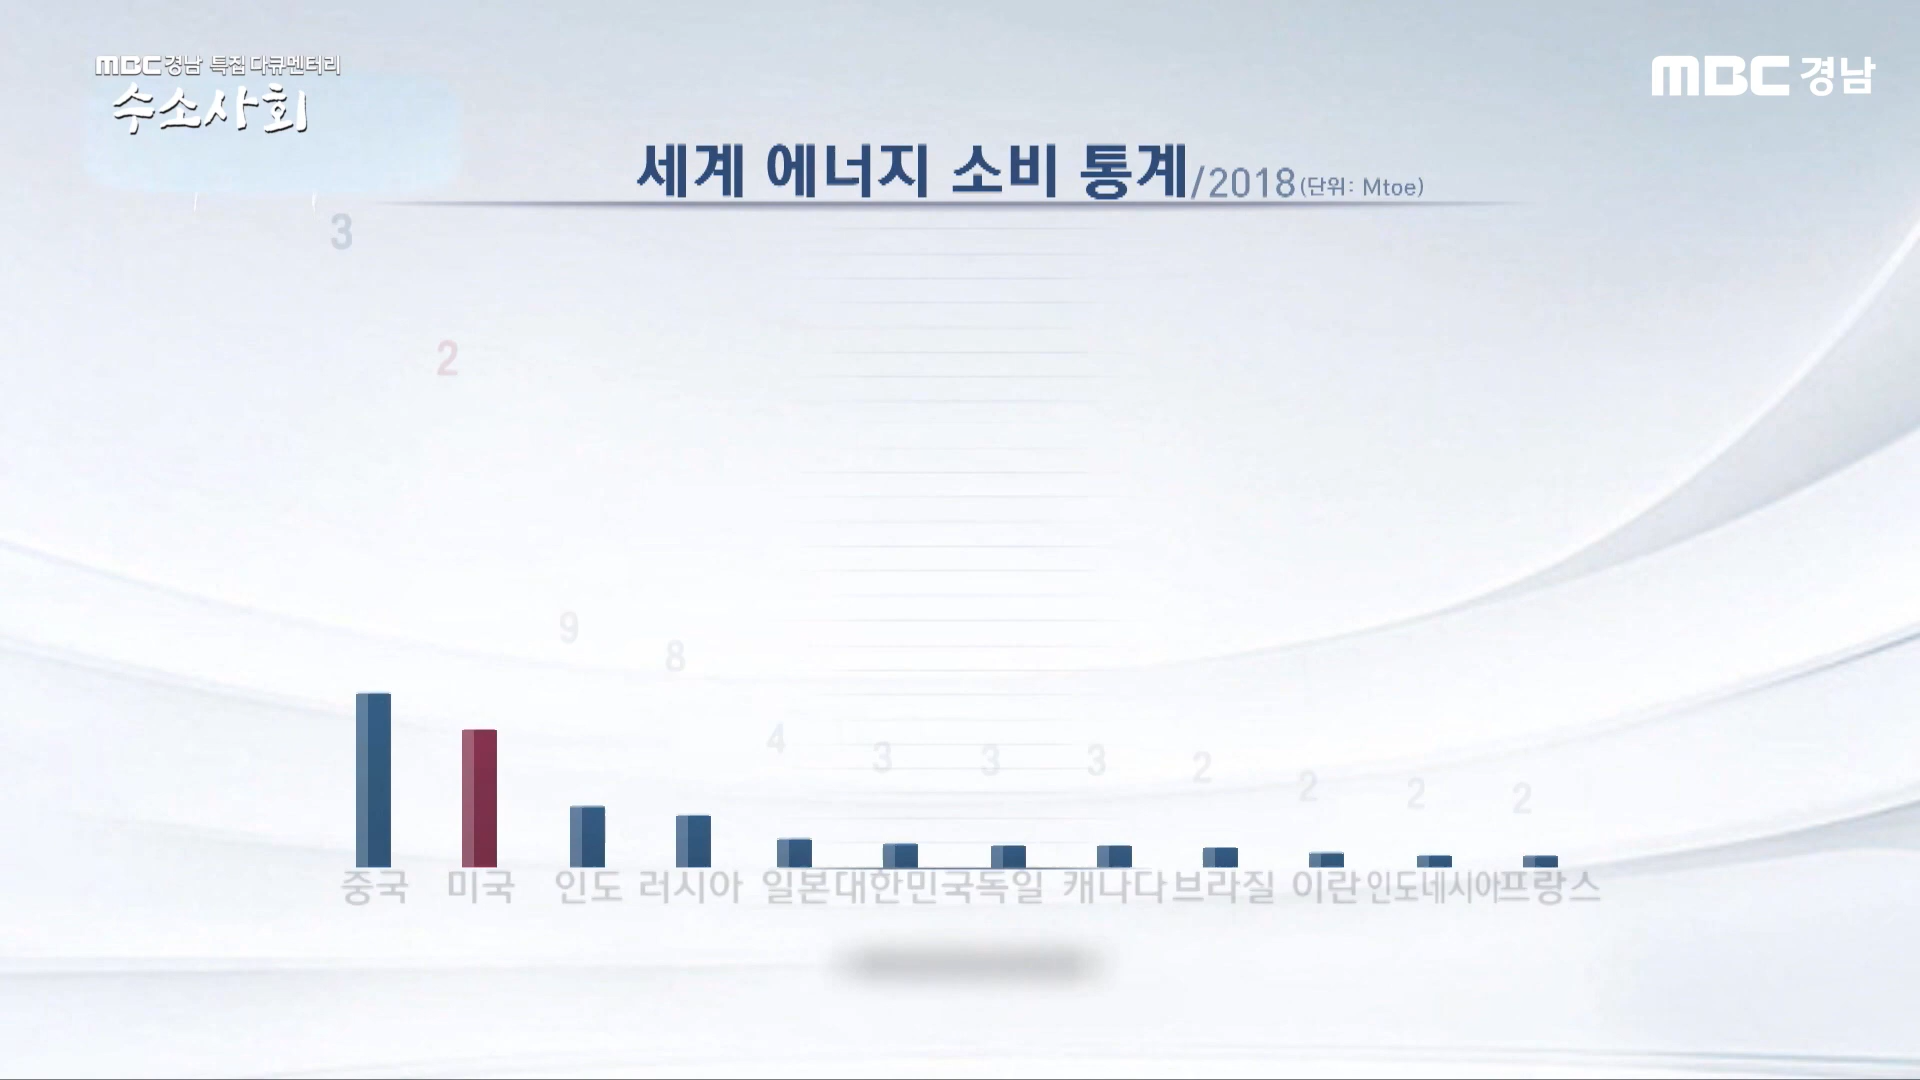 MBC경남 특집 다큐멘터리
수소사회
MBC 경남
세계 에너지 소비 통계/2018(단위: Mtoe)
3
2
9
8
4
3
3
3
2
2
2
2
중국 미국 인도 러시아 일본 대한민국 독일 캐나다 브라질 이란 인도네시아 프랑스